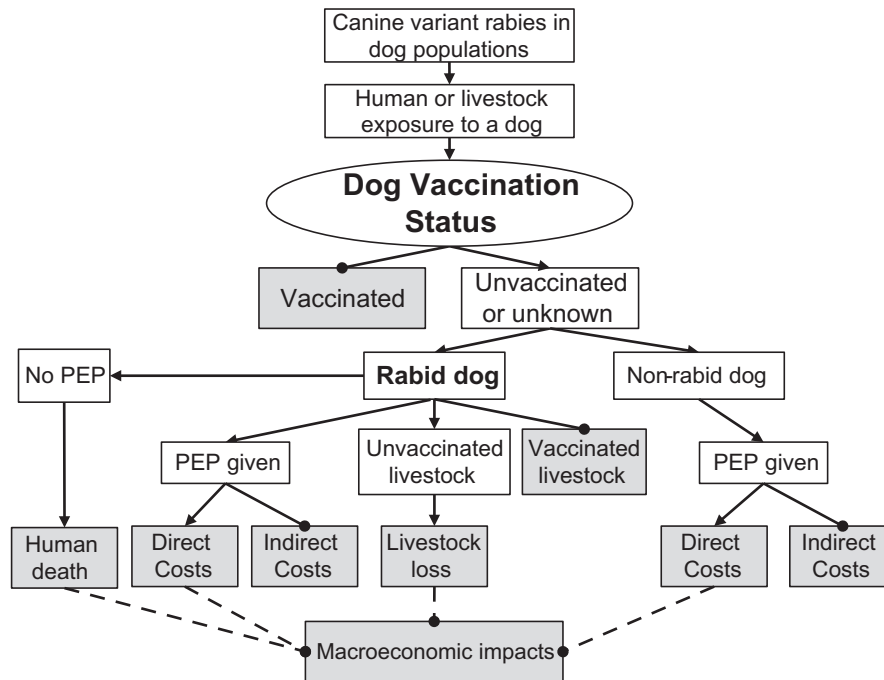 Canine variant rabies in
dog populations
Human or livestock
exposure to a dog
Dog Vaccination
Status
Vaccinated
Unvaccinated
or unknown
No PEP
Rabid dog
Non-rabid dog
PEP given
Unvaccinated
livestock
Vaccinated
livestock
PEP given
Human
death
Direct
Costs
Indirect
Costs
Livestock
loss
Direct
Costs
Indirect
Costs
Macroeconomic impacts